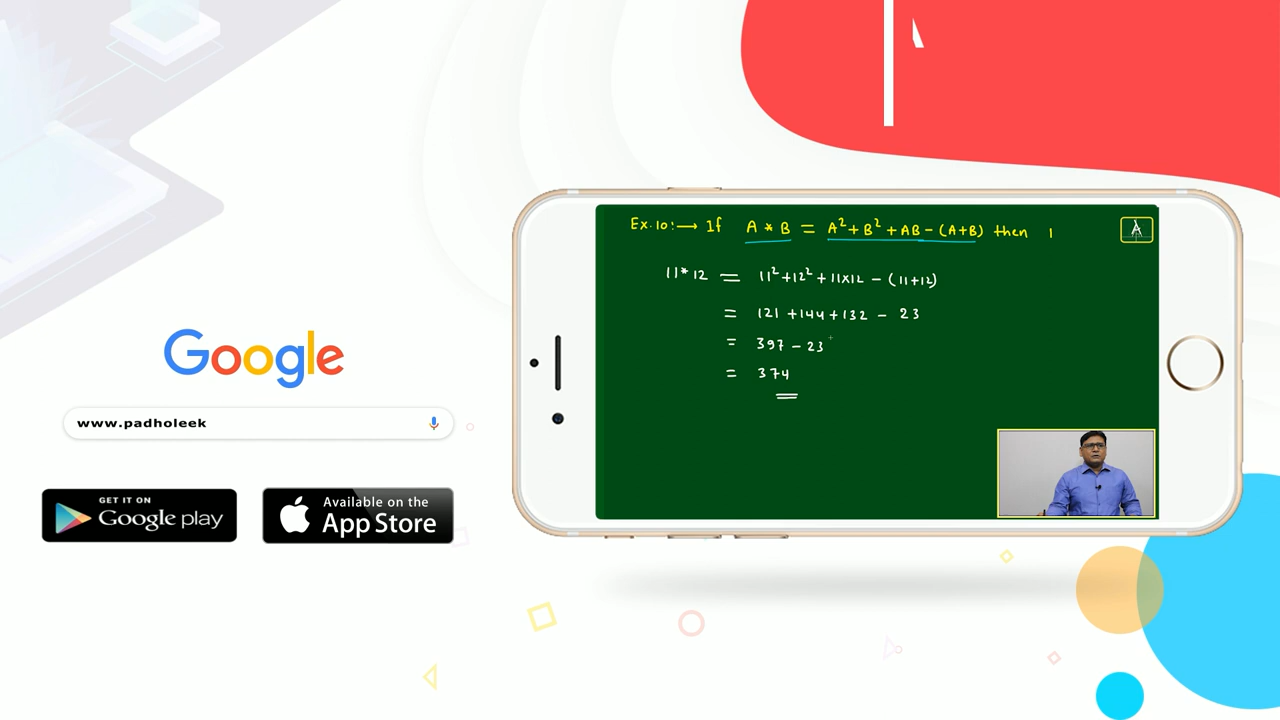 Ex.10:→ If A * B = A²+B²+AB-(A+B) then 1
11*12 = 11²+12²+11×12 - (11+12)
= 121 +144+132 - 23
= 397 - 23
= 374
A
Google
www.padholeek
GET IT ON
Google play
Available on the
App Store